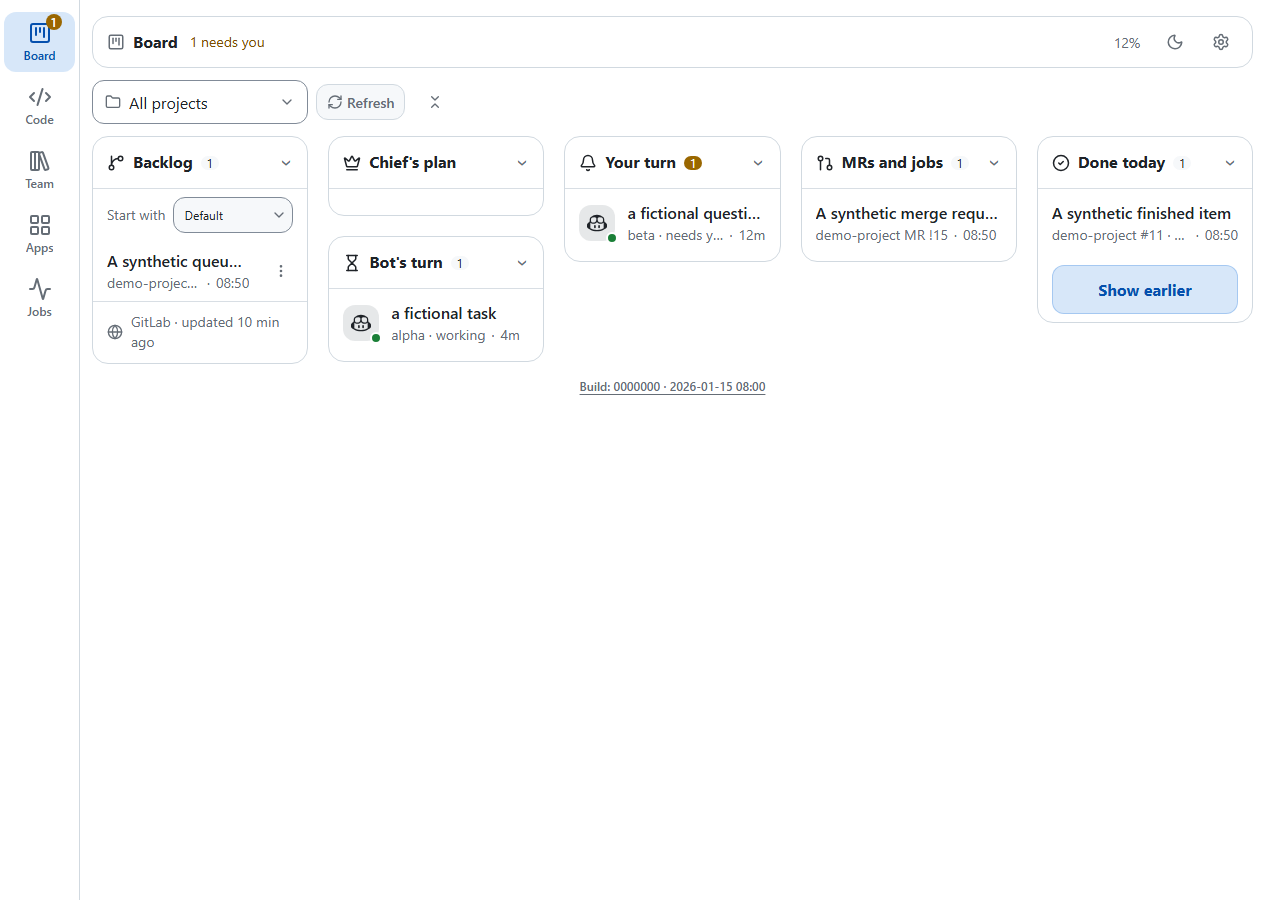 1
Board
Code
Team
Apps
Jobs
Board 1 needs you 12%
All projects Refresh
Backlog 1
Start with Default
A synthetic queu...
demo-projec... · 08:50
GitLab · updated 10 min
ago
Chief's plan
Bot's turn 1
a fictional task
alpha · working · 4m
Your turn 1
a fictional questi...
beta · needs y... · 12m
MRs and jobs 1
A synthetic merge requ...
demo-project MR !15 · 08:50
Done today 1
A synthetic finished item
demo-project #11 · ... · 08:50
Show earlier
Build: 0000000 · 2026-01-15 08:00